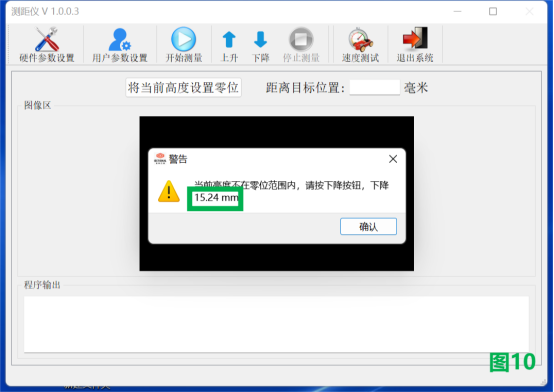 测距仪 V 1.0.0.3
硬件参数设置 用户参数设置 开始测量 上升 下降 停止测量 速度测试 退出系统
将当前高度设置零位 距离目标位置： 毫米
图像区
警告
当前高度不在零位范围内，请按下降按钮，下降
15.24 mm
确认
程序输出
图10